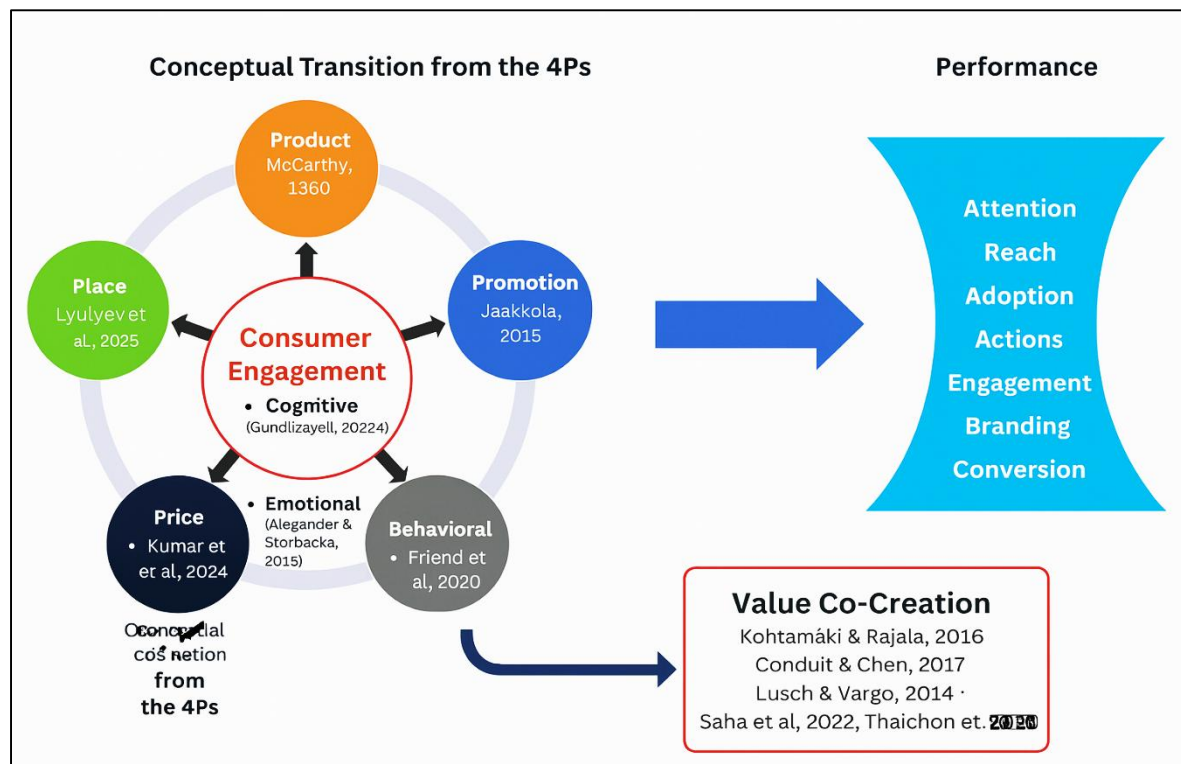 Conceptual Transition from the 4Ps
Performance
Product
McCarthy,
1360
Place
Lyulyev et
aL, 2025
Promotion
Jaakkola,
2015
Consumer
Engagement
• Cognitive
(Gundlizayell, 20224)
Price
• Kumar et
et al, 2024
• Emotional
(Alegander &
Storbacka,
2015)
Behavioral
• Friend et
al, 2020
from
the 4Ps
Attention
Reach
Adoption
Actions
Engagement
Branding
Conversion
Value Co-Creation
Kohtamáki & Rajala, 2016
Conduit & Chen, 2017
Lusch & Vargo, 2014 ·
Saha et al, 2022, Thaichon et.